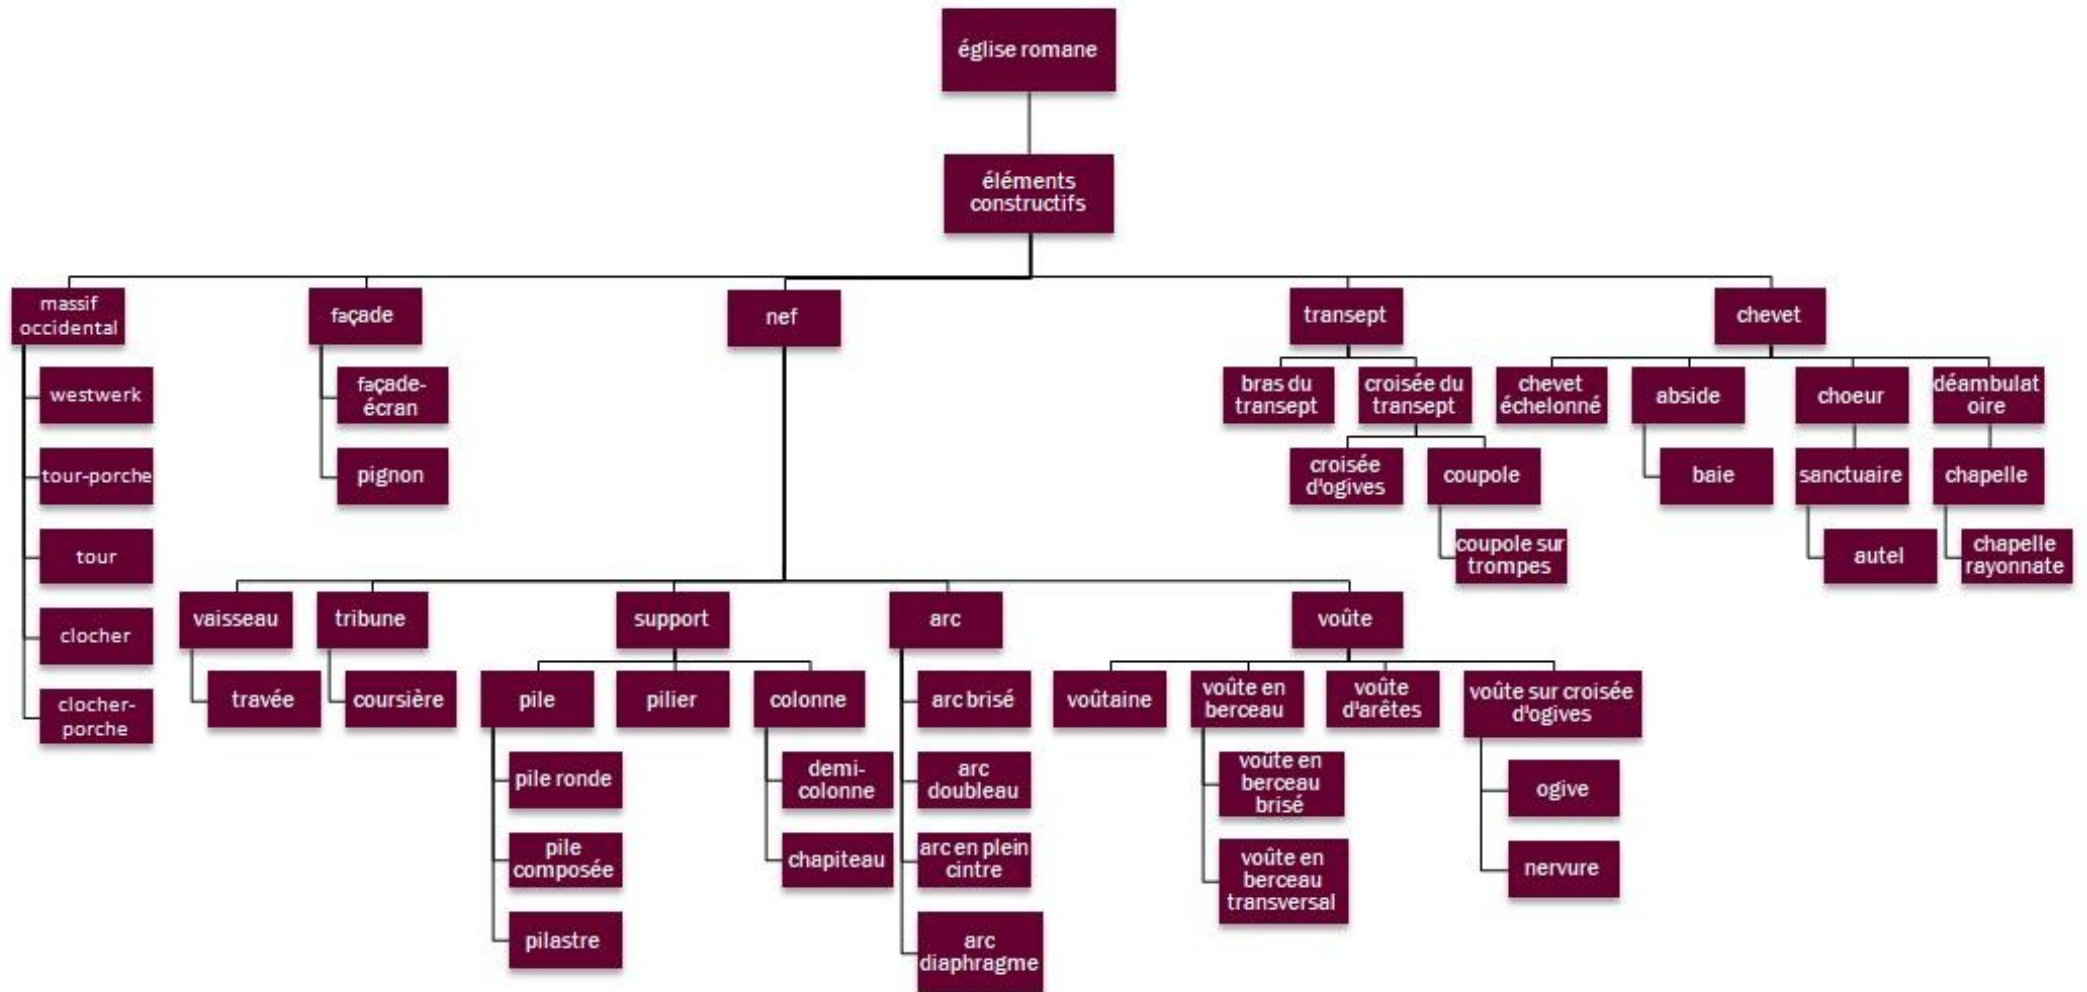 église romane
éléments
constructifs
massif
occidental
façade
nef
transept
chevet
westwerk
tour-porche
tour
clocher
clocher-
porche
façade-
écran
pignon
bras du
transept
croisée du
transept
croisée
d'ogives
coupole
coupole sur
trompes
chevet
échelonné
abside
baie
choeur
sanctuaire
autel
déambulat
oire
chapelle
chapelle
rayonnate
vaisseau
travée
tribune
coursière
support
pile
pile ronde
pile
composée
pilastre
pilier
colonne
demi-
colonne
chapiteau
arc
arc brisé
arc
doubleau
arc en plein
cintre
arc
diaphragme
voûte
voûtaine
voûte en
berceau
voûte en
berceau
brisé
voûte en
berceau
transversal
voûte
d'arêtes
voûte sur croisée
d'ogives
ogive
nervure